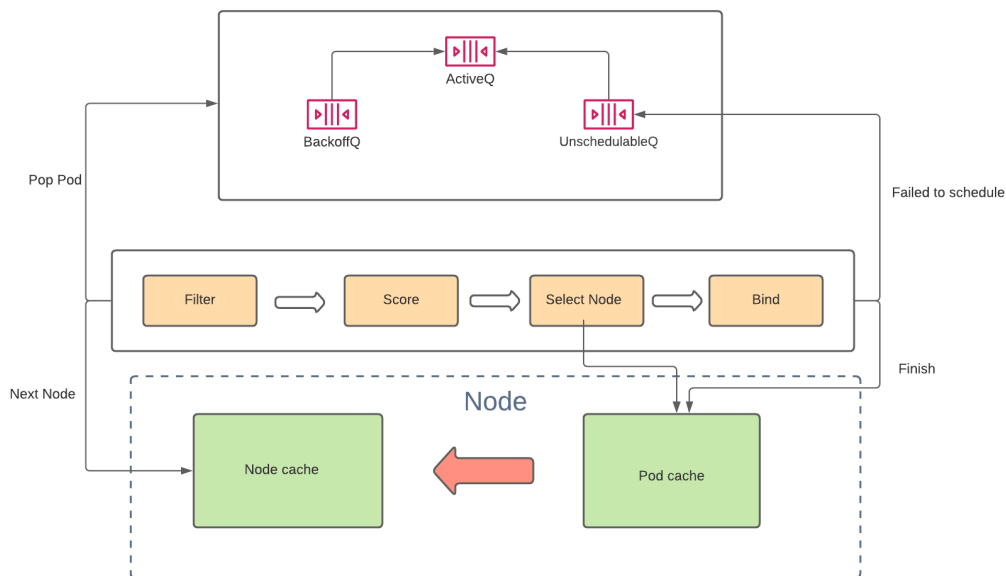 ActiveQ
BackoffQ
UnschedulableQ
Pop Pod
Failed to schedule
Filter
Score
Select Node
Bind
Finish
Next Node
Node
Node cache
Pod cache